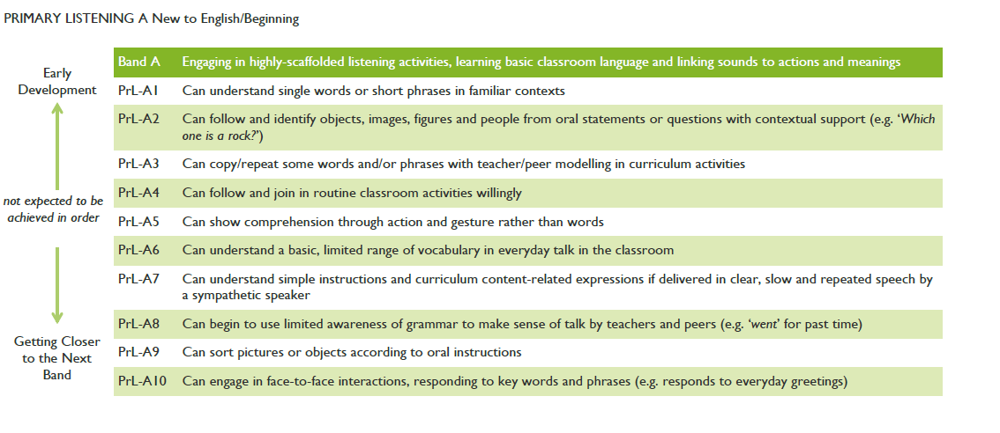 PRIMARY LISTENING A New to English/Beginning
Early
Development
not expected to be
achieved in order
Getting Closer
to the Next
Band
Band A Engaging in highly-scaffolded listening activities, learning basic classroom language and linking sounds to actions and meanings
PrL-A1 Can understand single words or short phrases in familiar contexts
PrL-A2 Can follow and identify objects, images, figures and people from oral statements or questions with contextual support (e.g. ‘Which
one is a rock?’)
PrL-A3 Can copy/repeat some words and/or phrases with teacher/peer modelling in curriculum activities
PrL-A4 Can follow and join in routine classroom activities willingly
PrL-A5 Can show comprehension through action and gesture rather than words
PrL-A6 Can understand a basic, limited range of vocabulary in everyday talk in the classroom
PrL-A7 Can understand simple instructions and curriculum content-related expressions if delivered in clear, slow and repeated speech by
a sympathetic speaker
PrL-A8 Can begin to use limited awareness of grammar to make sense of talk by teachers and peers (e.g. ‘went’ for past time)
PrL-A9 Can sort pictures or objects according to oral instructions
PrL-A10 Can engage in face-to-face interactions, responding to key words and phrases (e.g. responds to everyday greetings)